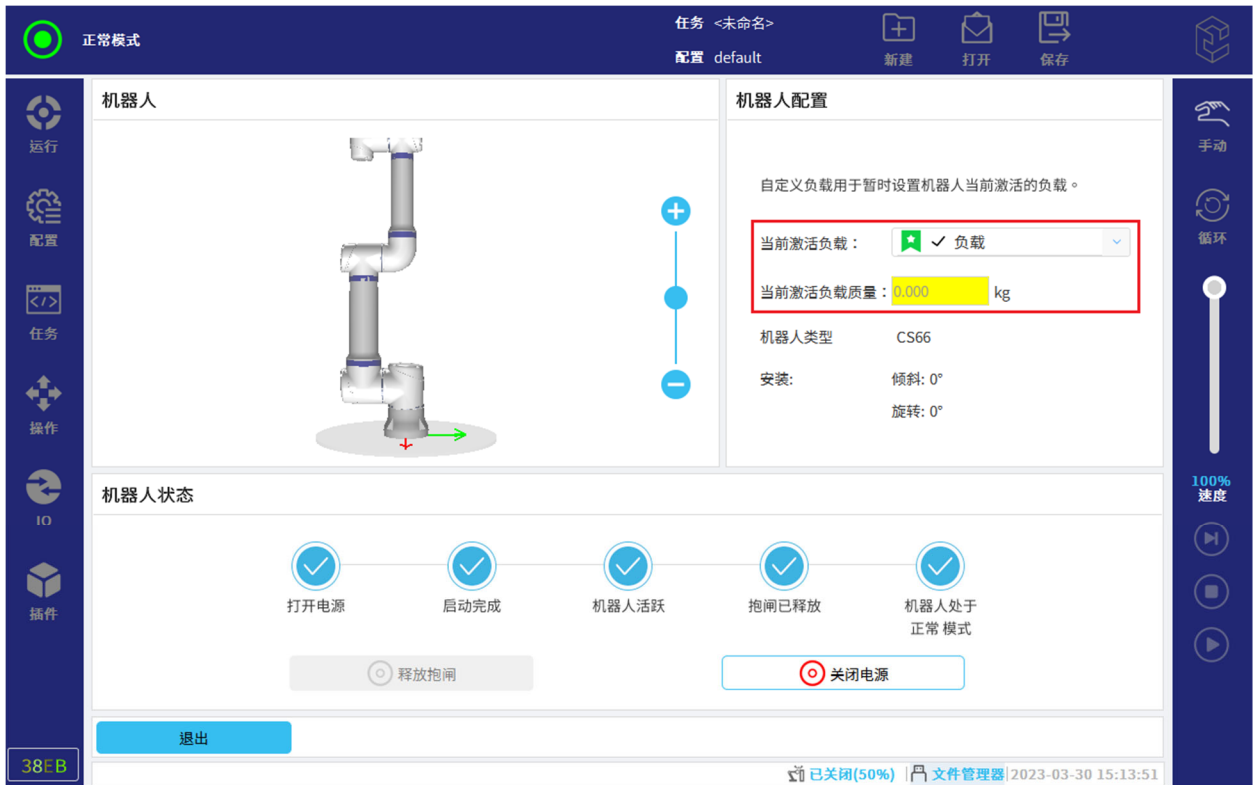 正常模式
任务 <未命名>
配置 default
新建
打开
保存
运行
配置
任务
操作
IO
插件
38EB
机器人
机器人配置
自定义负载用于暂时设置机器人当前激活的负载。
当前激活负载： 负载
当前激活负载质量： 0.000 kg
机器人类型 CS66
安装: 倾斜: 0°
旋转: 0°
机器人状态
打开电源
启动完成
机器人活跃
抱闸已释放
机器人处于
正常 模式
释放抱闸
关闭电源
退出
已关闭(50%) 文件管理器 2023-03-30 15:13:51
手动
循环
100%
速度